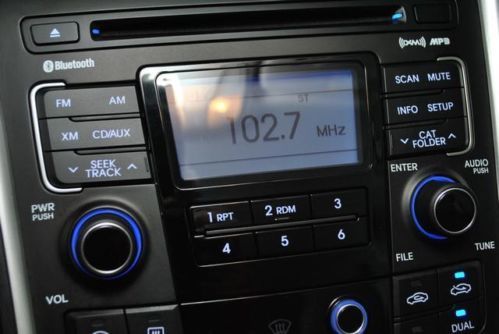 Bluetooth
XM MP3
FM AM
SCAN MUTE
ST
102.7 MHz
XM CD/AUX
INFO SETUP
SEEK
TRACK
CAT
FOLDER
1 RPT 2 RDM 3
4 5 6
PWR
PUSH
ENTER
AUDIO
PUSH
VOL
FILE
TUNE
DUAL